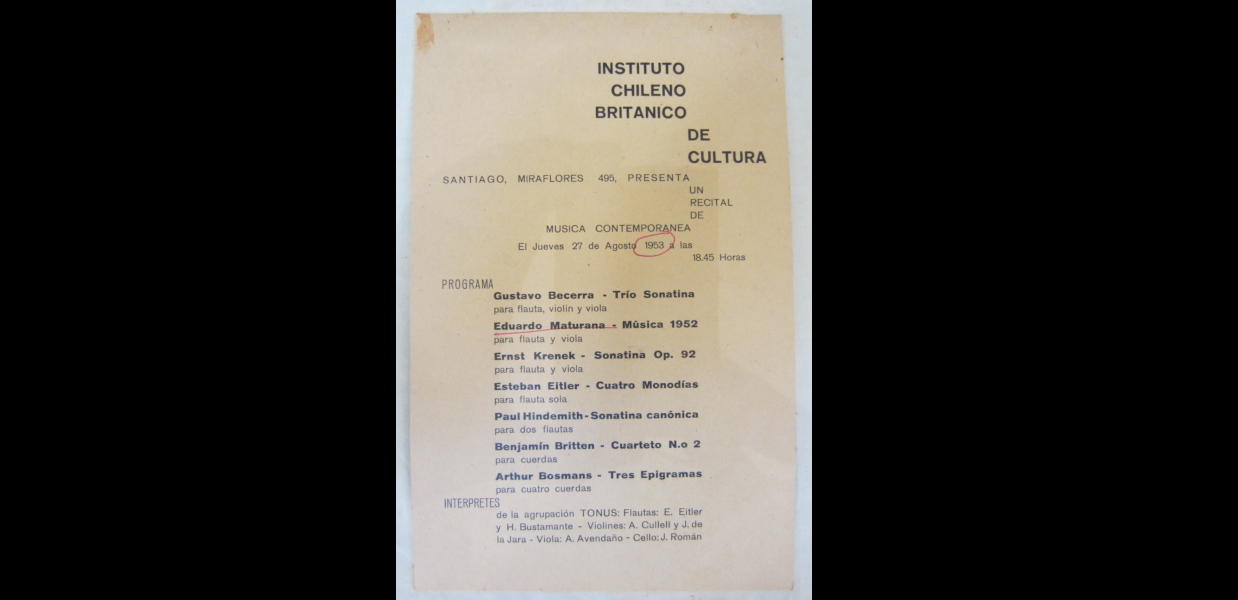 INSTITUTO
CHILENO
BRITANICO
DE
CULTURA
SANTIAGO, MIRAFLORES 495, PRESENTA
UN
RECITAL
DE
MUSICA CONTEMPORANEA
El Jueves 27 de Agosto 1953 a las
18.45 Horas
PROGRAMA
Gustavo Becerra - Trío Sonatina
para flauta, violín y viola
Eduardo Maturana - Música 1952
para flauta y viola
Ernst Krenek - Sonatina Op. 92
para flauta y viola
Esteban Eitler - Cuatro Monodías
para flauta sola
Paul Hindemith - Sonatina canónica
para dos flautas
Benjamín Britten - Cuarteto N.o 2
para cuerdas
Arthur Bosmans - Tres Epigramas
para cuatro cuerdas
INTERPRETES
de la agrupación TONUS: Flautas: E. Eitler
y H. Bustamante - Violines: A. Cullell y J. de
la Jara - Viola: A. Avendaño - Cello: J. Román